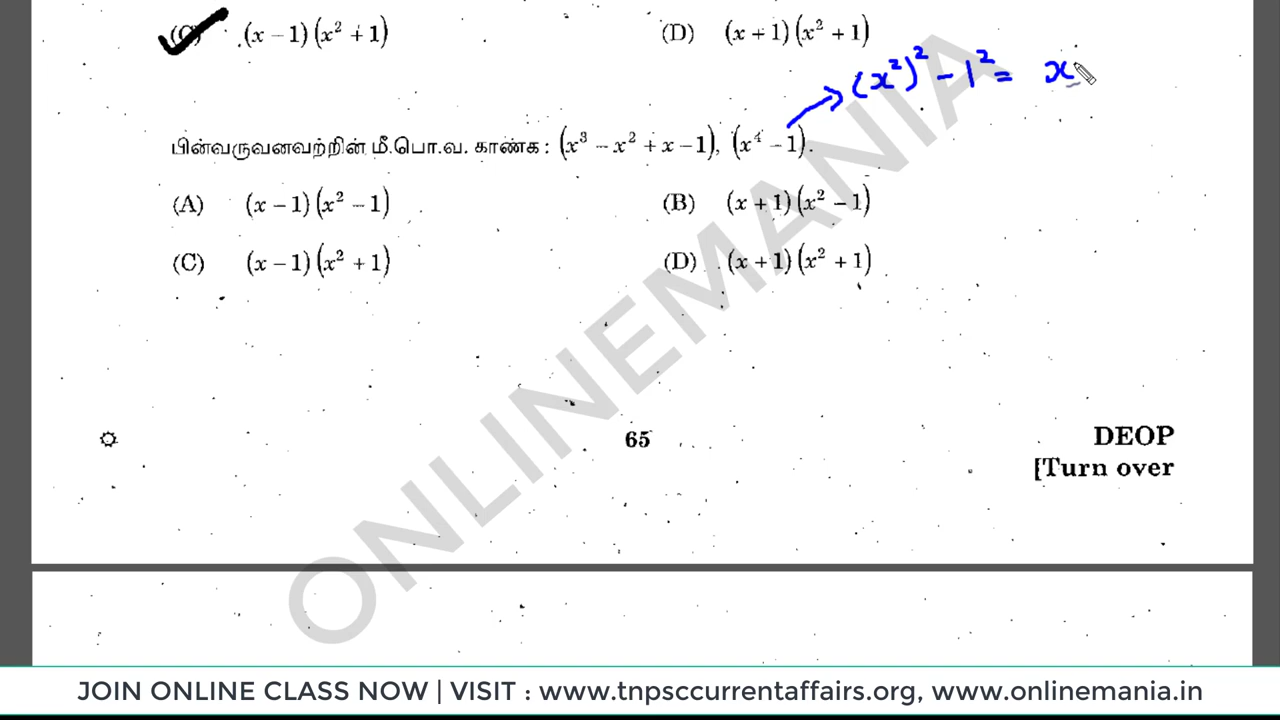 (C) (x – 1)(x² + 1) (D) (x + 1)(x² + 1)
(x²)² – 1² = x
பின்வருவனவற்றின் மீ.பொ.வ. காண்க : (x³ – x² + x – 1), (x⁴ – 1).
(A) (x – 1)(x² – 1) (B) (x + 1)(x² – 1)
(C) (x – 1)(x² + 1) (D) (x + 1)(x² + 1)
ONLINEMANIA
65
DEOP
[Turn over
JOIN ONLINE CLASS NOW | VISIT : www.tnpsccurrentaffairs.org, www.onlinemania.in